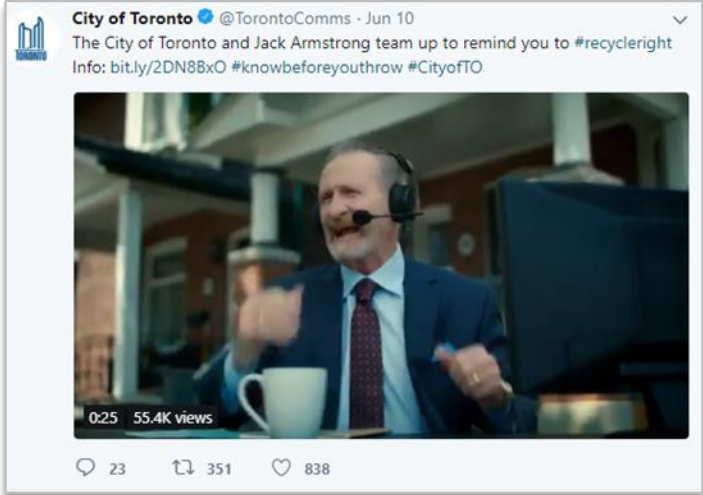 City of Toronto @TorontoComms · Jun 10
The City of Toronto and Jack Armstrong team up to remind you to #recycleright
Info: bit.ly/2DN8BxO #knowbeforeyouthrow #CityofTO
TORONTO
0:25 55.4K views
23 351 838